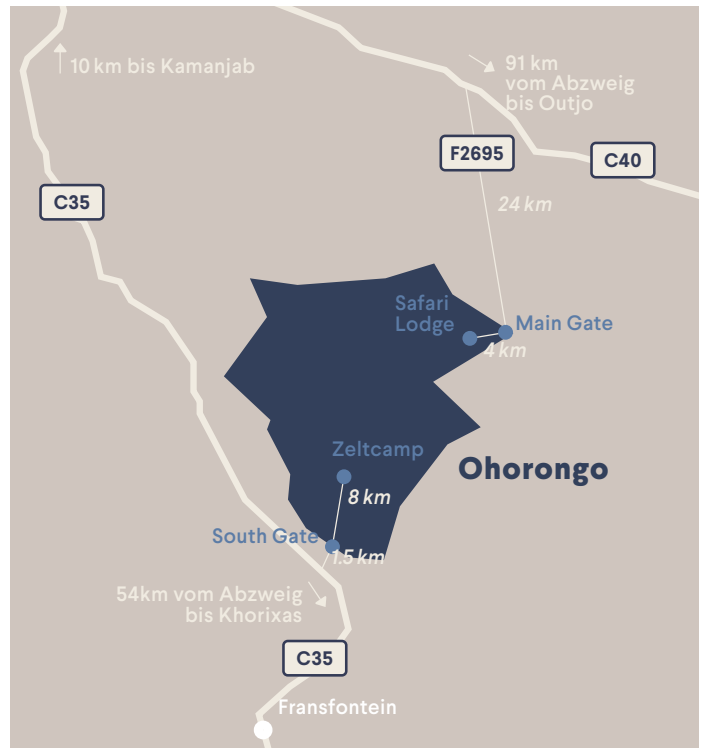 10 km bis Kamanjab
91 km
vom Abzweig
bis Outjo
F2695
C40
C35
24 km
Safari
Lodge
Main Gate
4 km
Zeltcamp
Ohorongo
8 km
South Gate
1.5 km
54km vom Abzweig
bis Khorixas
C35
Fransfontein